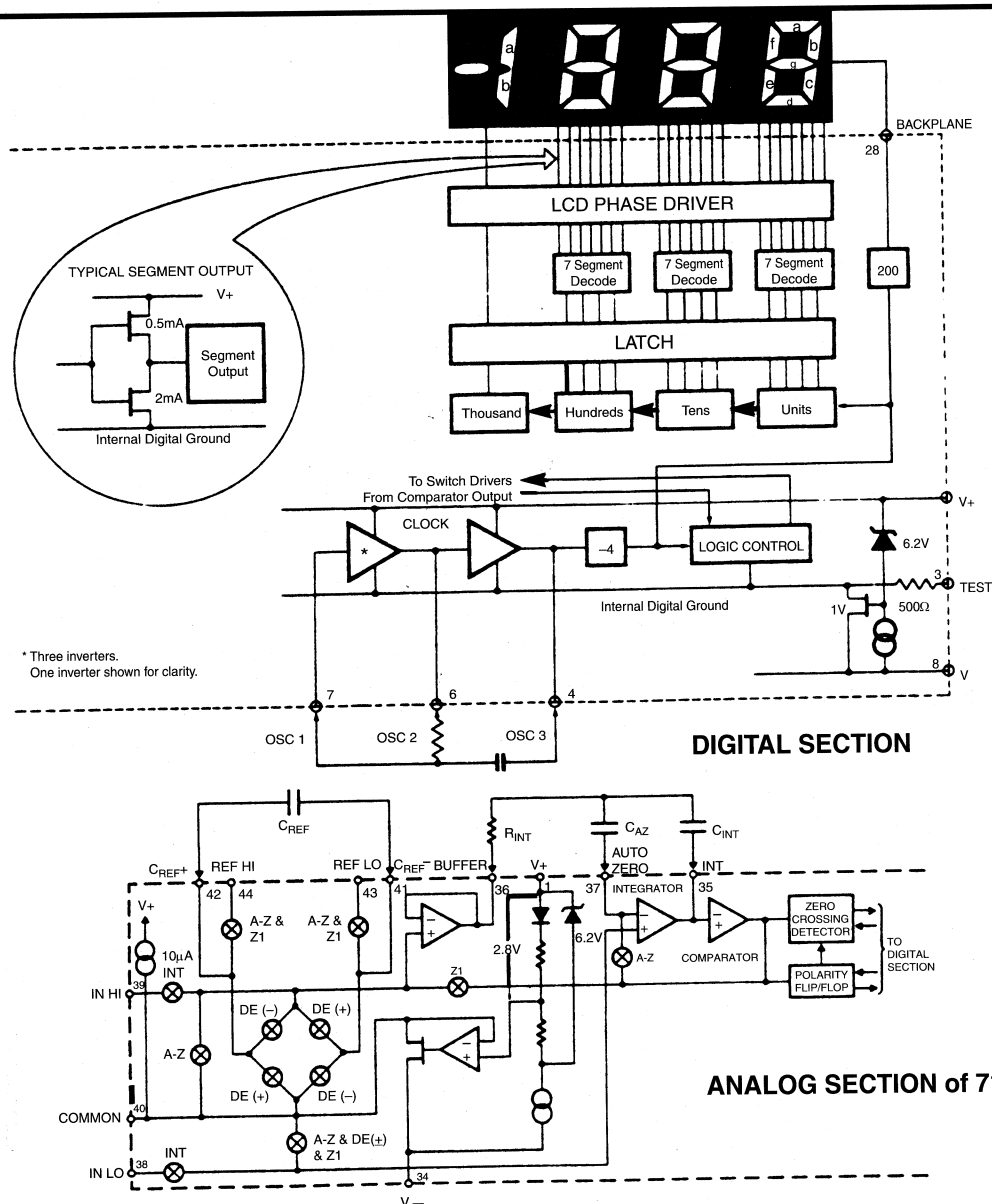 a
b
a
f
b
g
e
c
d
BACKPLANE
28
LCD PHASE DRIVER
TYPICAL SEGMENT OUTPUT
V+
0.5mA
Segment
Output
2mA
Internal Digital Ground
7 Segment
Decode
7 Segment
Decode
7 Segment
Decode
200
LATCH
Thousand
Hundreds
Tens
Units
To Switch Drivers
From Comparator Output
V+
CLOCK
*
–4
LOGIC CONTROL
6.2V
3
TEST
500Ω
1V
Internal Digital Ground
8
V
* Three inverters.
One inverter shown for clarity.
7
6
4
OSC 1
OSC 2
OSC 3
DIGITAL SECTION
CREF
RINT
CAZ
CINT
CREF+
REF HI
REF LO
CREF–
BUFFER
V+
AUTO
ZERO
INT
42
44
43
41
36
1
37
INTEGRATOR
35
V+
10µA
A-Z &
Z1
A-Z &
Z1
–
+
2.8V
6.2V
–
+
–
+
A-Z
COMPARATOR
ZERO
CROSSING
DETECTOR
POLARITY
FLIP/FLOP
TO
DIGITAL
SECTION
39
INT
IN HI
Z1
DE (–)
DE (+)
A-Z
–
+
DE (+)
DE (–)
ANALOG SECTION of 7
40
COMMON
INT
A-Z & DE(±)
& Z1
IN LO
38
34
V –